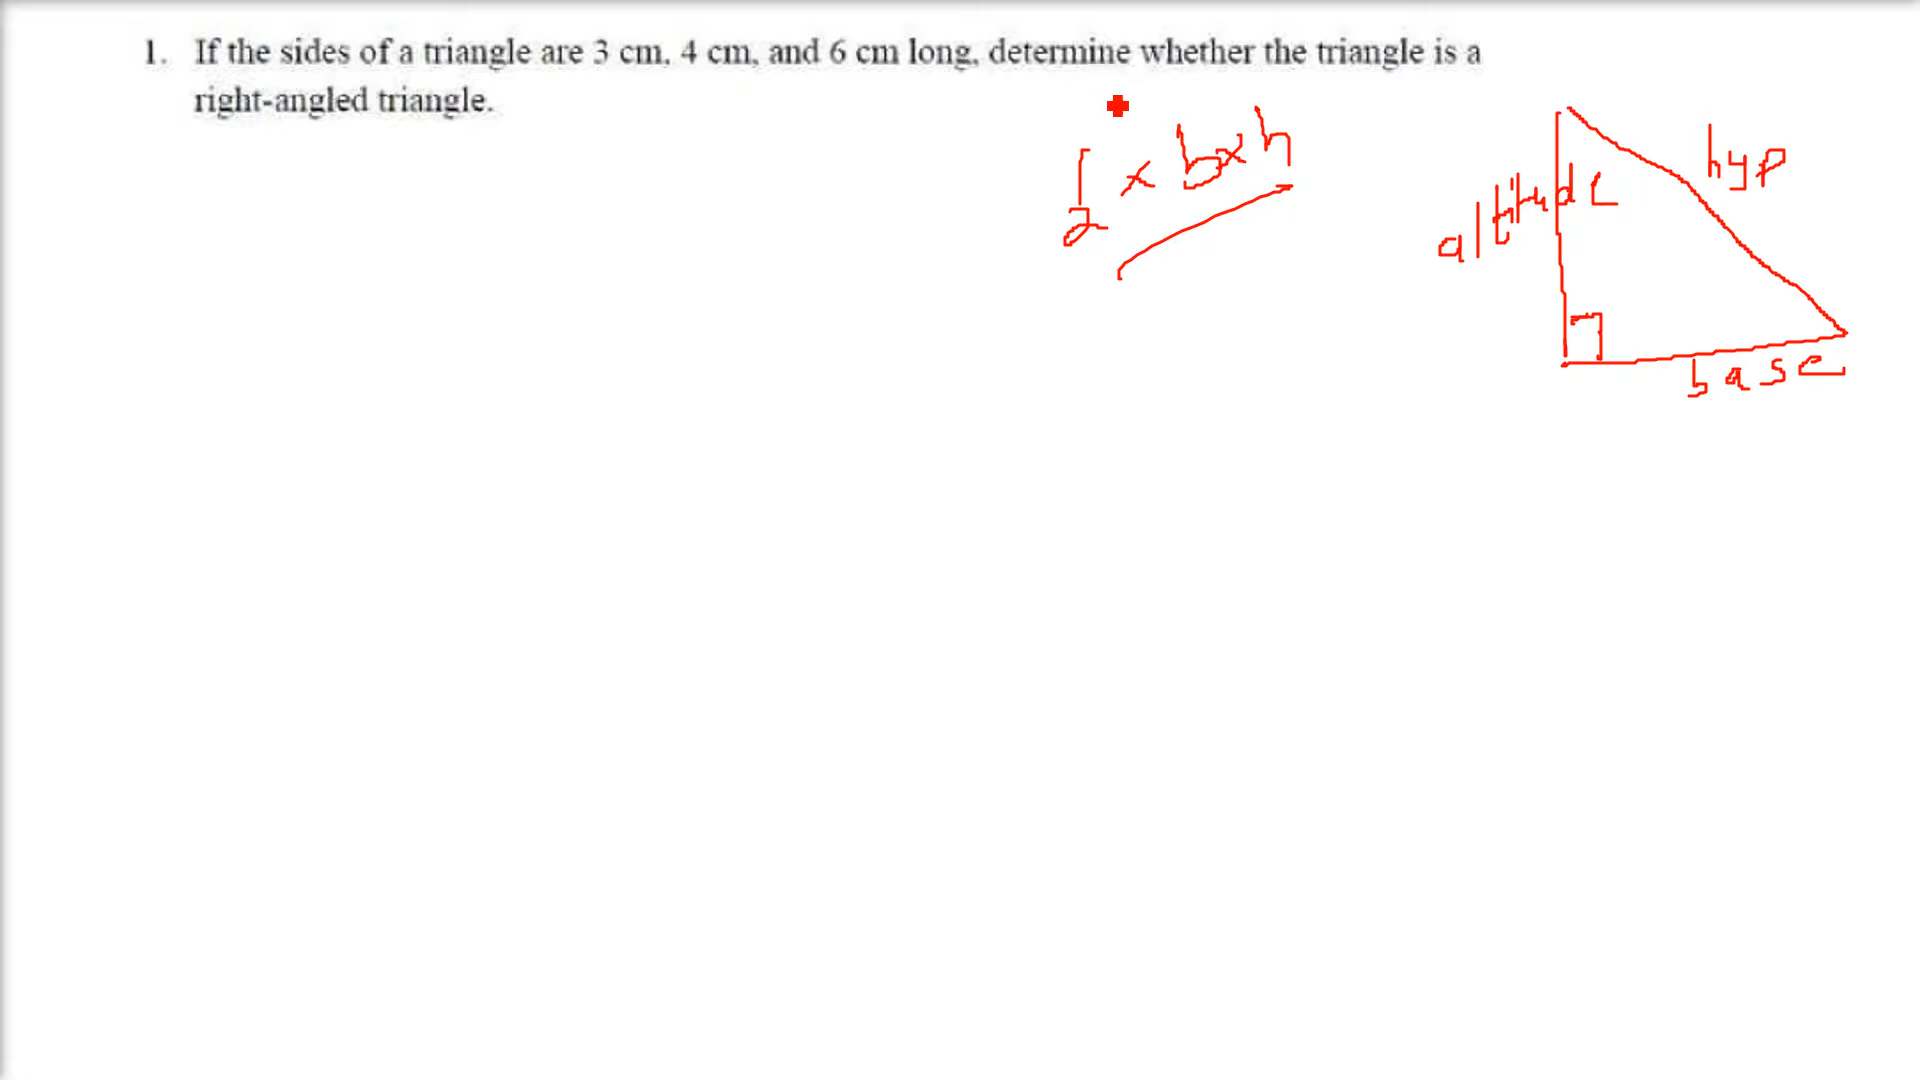 1. If the sides of a triangle are 3 cm, 4 cm, and 6 cm long, determine whether the triangle is a
right-angled triangle.
1/2 × b×h
altitude
hyp
base